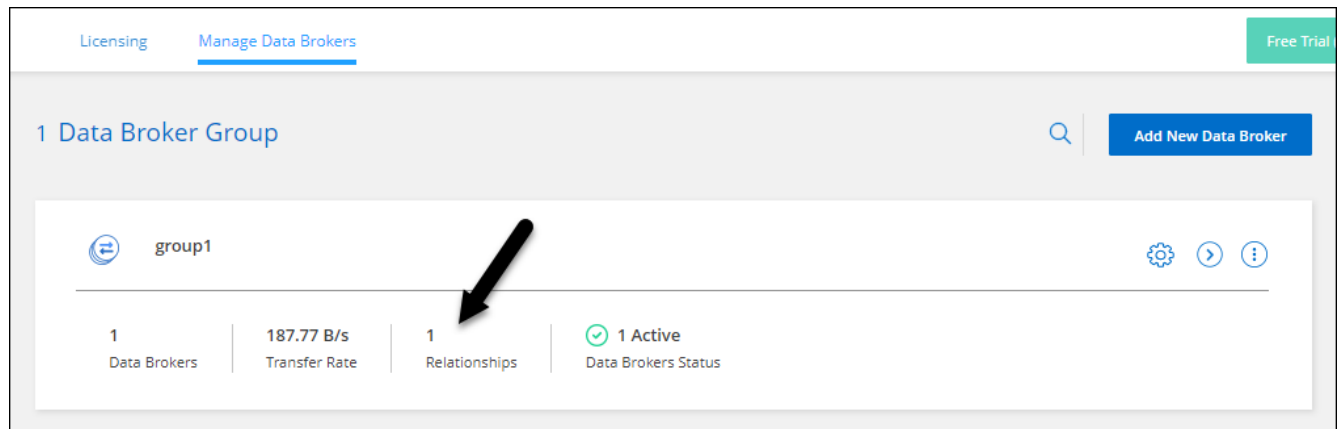 Licensing Manage Data Brokers Free Trial
1 Data Broker Group Add New Data Broker
group1
1 187.77 B/s 1 1 Active
Data Brokers Transfer Rate Relationships Data Brokers Status